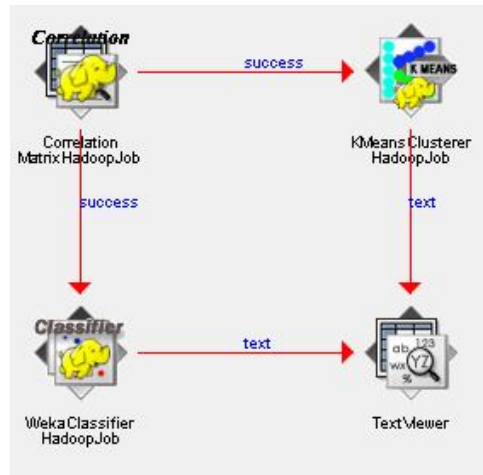 Correlation
success
K MEANS
Correlation
MatrixHadoopJob
KMeansClusterer
HadoopJob
success
text
Classifier
text
ab 123
wx YZ
%
WekaClassifier
HadoopJob
TextViewer